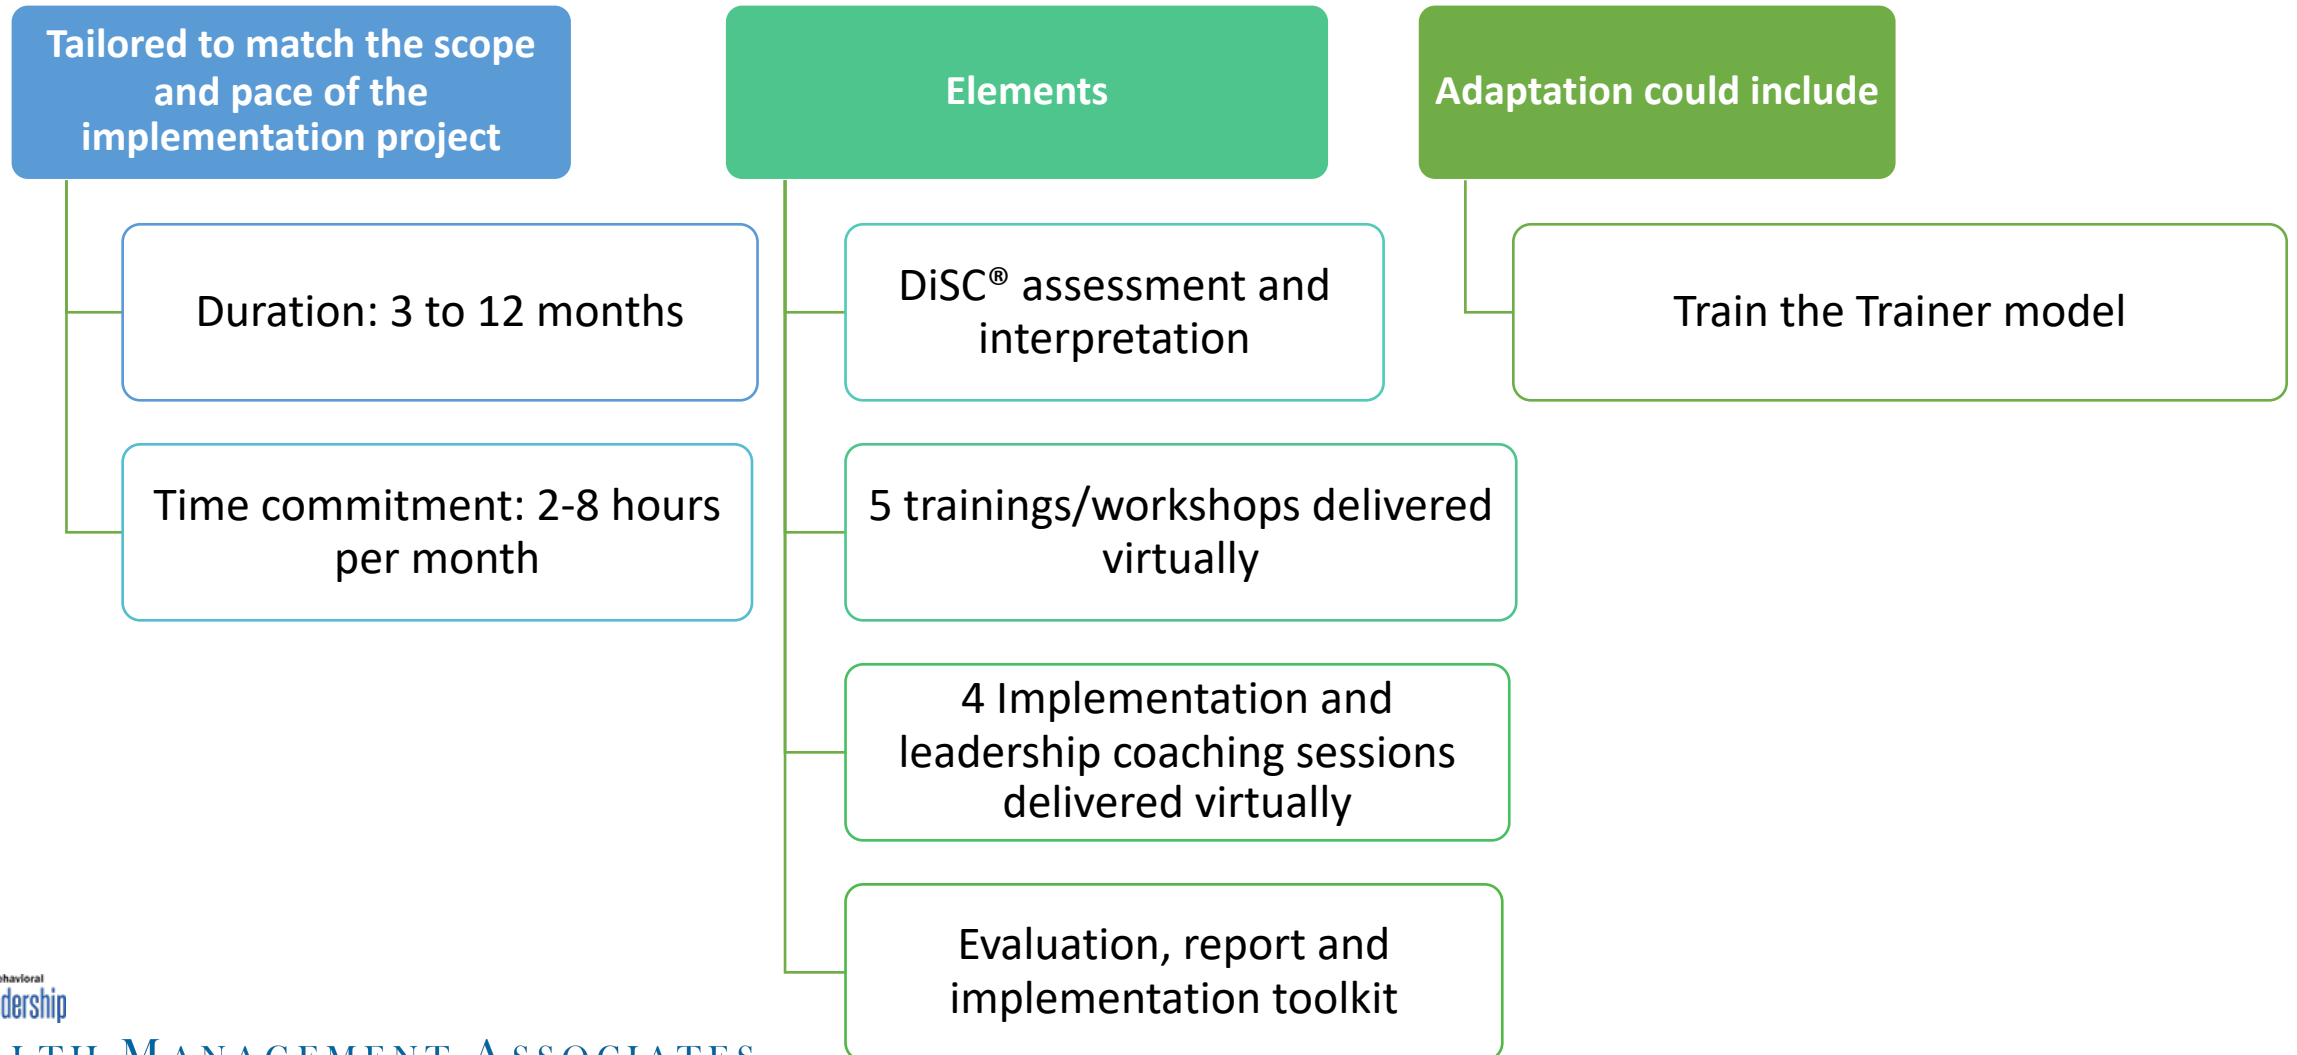 Tailored to match the scope
and pace of the
implementation project
Duration: 3 to 12 months
Time commitment: 2-8 hours
per month
Elements
DiSC® assessment and
interpretation
5 trainings/workshops delivered
virtually
4 Implementation and
leadership coaching sessions
delivered virtually
Evaluation, report and
implementation toolkit
Adaptation could include
Train the Trainer model
MANAGEMENT ASSOCIATES